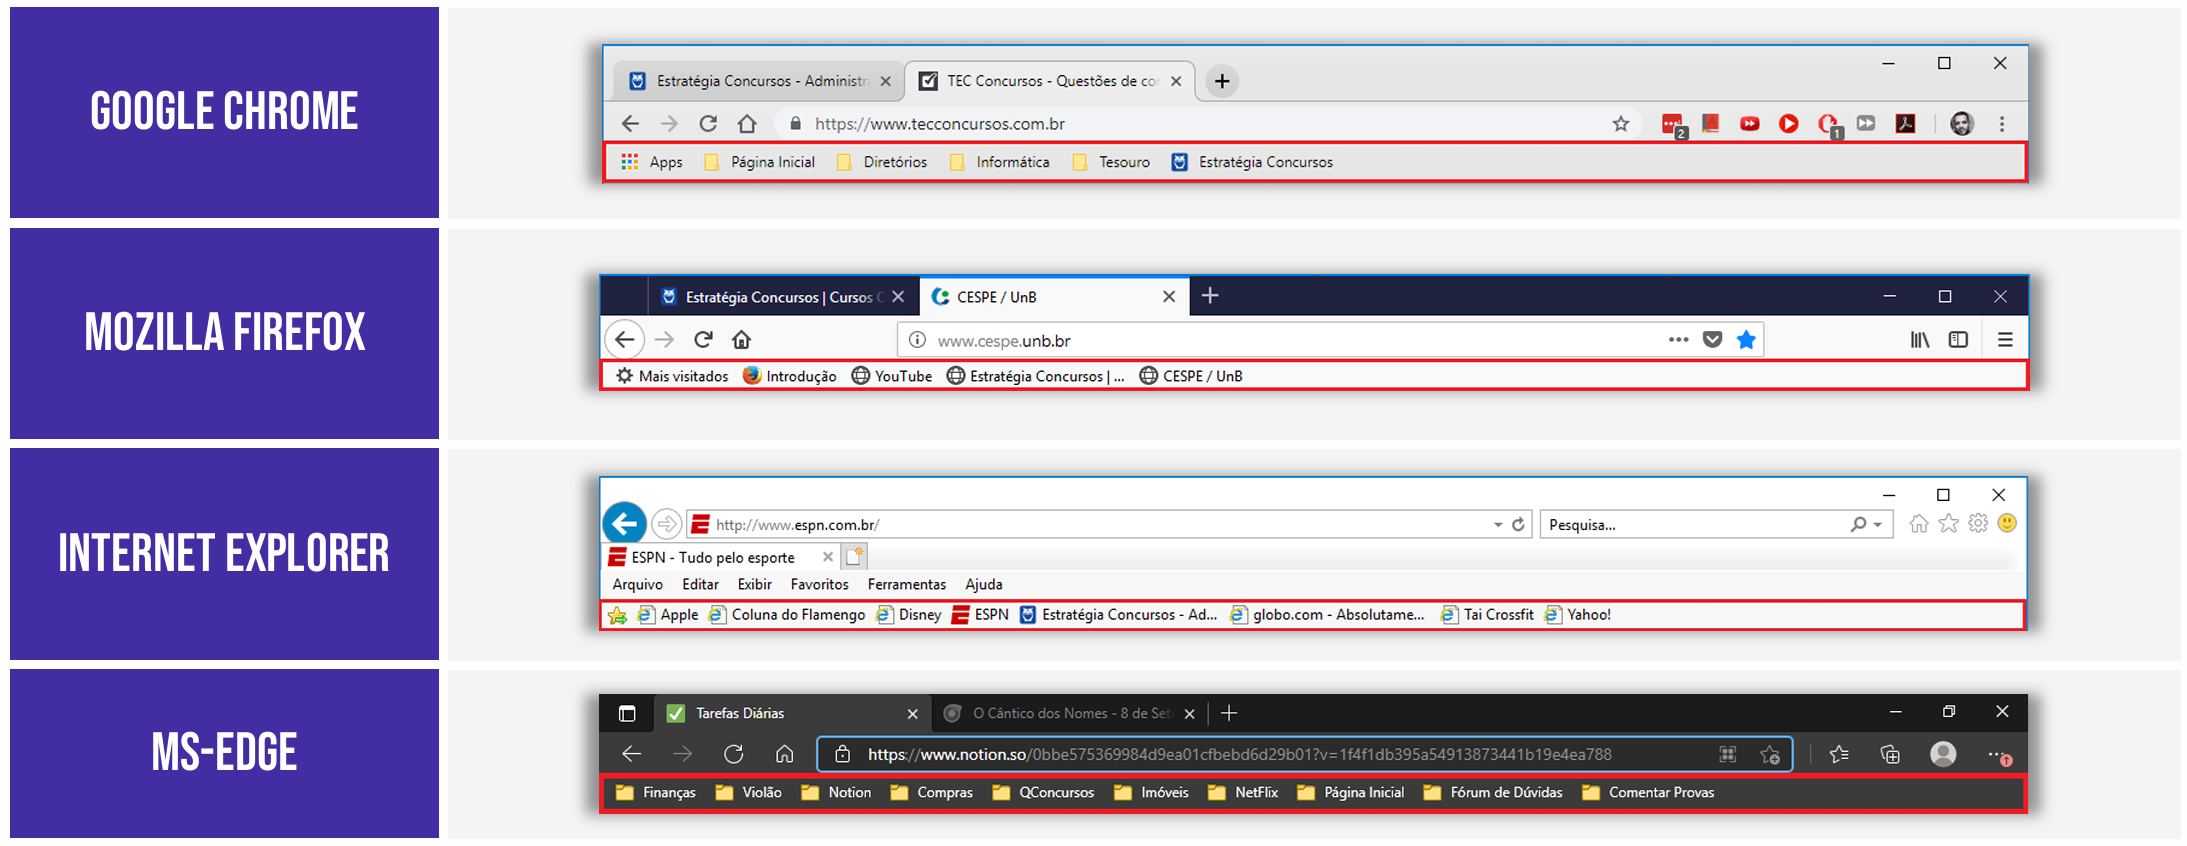 GOOGLE CHROME
Estratégia Concursos - Administr
TEC Concursos - Questões de co
https://www.tecconcursos.com.br
2
1
Apps
Página Inicial
Diretórios
Informática
Tesouro
Estratégia Concursos
MOZILLA FIREFOX
Estratégia Concursos | Cursos C
CESPE / UnB
www.cespe.unb.br
Mais visitados
Introdução
YouTube
Estratégia Concursos | ...
CESPE / UnB
INTERNET EXPLORER
http://www.espn.com.br/
Pesquisa...
ESPN - Tudo pelo esporte
Arquivo
Editar
Exibir
Favoritos
Ferramentas
Ajuda
Apple
Coluna do Flamengo
Disney
ESPN
Estratégia Concursos - Ad...
globo.com - Absolutame...
Tai Crossfit
Yahoo!
MS-EDGE
Tarefas Diárias
O Cântico dos Nomes - 8 de Set
https://www.notion.so/0bbe575369984d9ea01cfbebd6d29b01?v=1f4f1db395a54913873441b19e4ea788
Finanças
Violão
Notion
Compras
QConcursos
Imóveis
NetFlix
Página Inicial
Fórum de Dúvidas
Comentar Provas